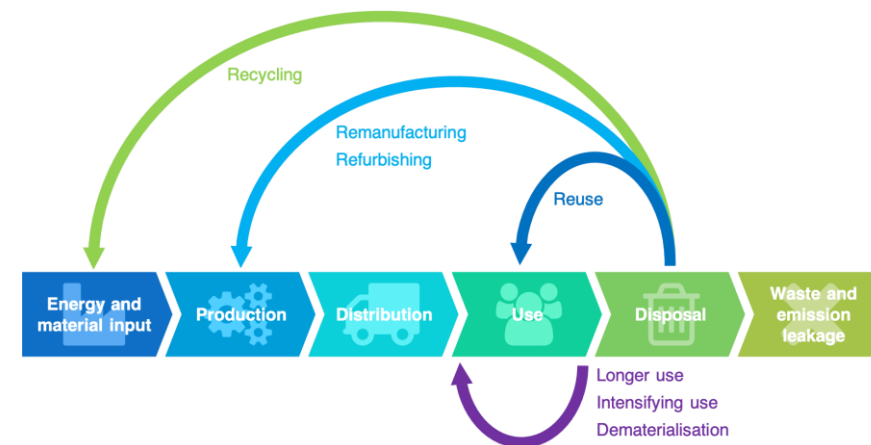 Recycling
Remanufacturing
Refurbishing
Reuse
Energy and
material input
Production
Distribution
Use
Disposal
Waste and
emission
leakage
Longer use
Intensifying use
Dematerialisation